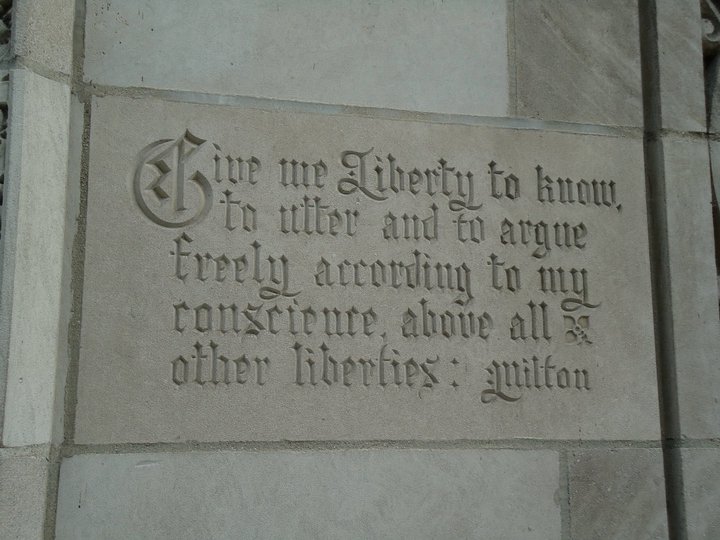 Give me Liberty to know,
to utter and to argue
freely according to my
conscience, above all
other liberties: Milton